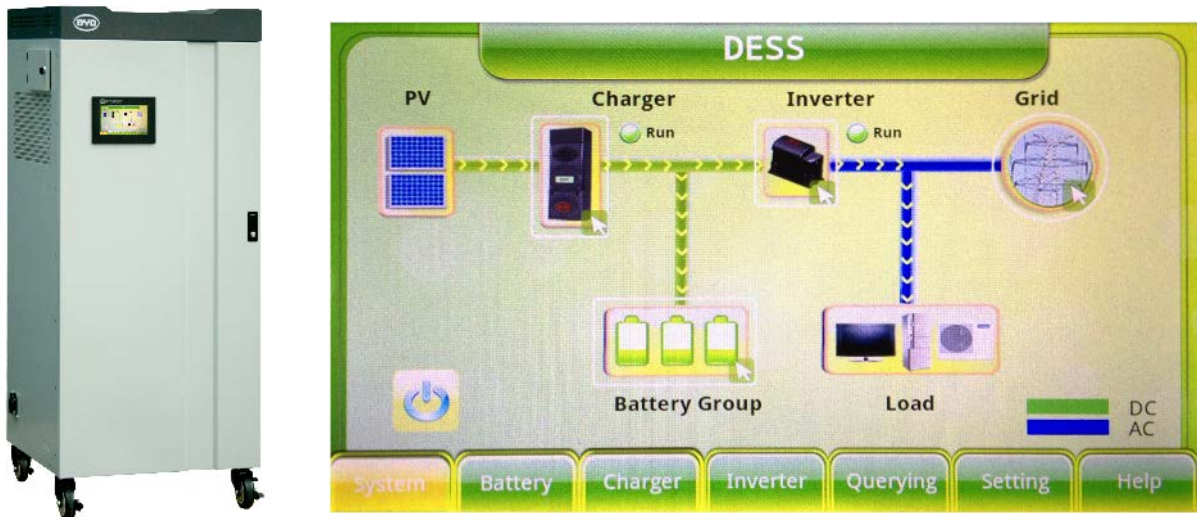 BYD
DESS
PV
Charger
Inverter
Grid
Run
Run
Battery Group
Load
DC
AC
System
Battery
Charger
Inverter
Querying
Setting
Help